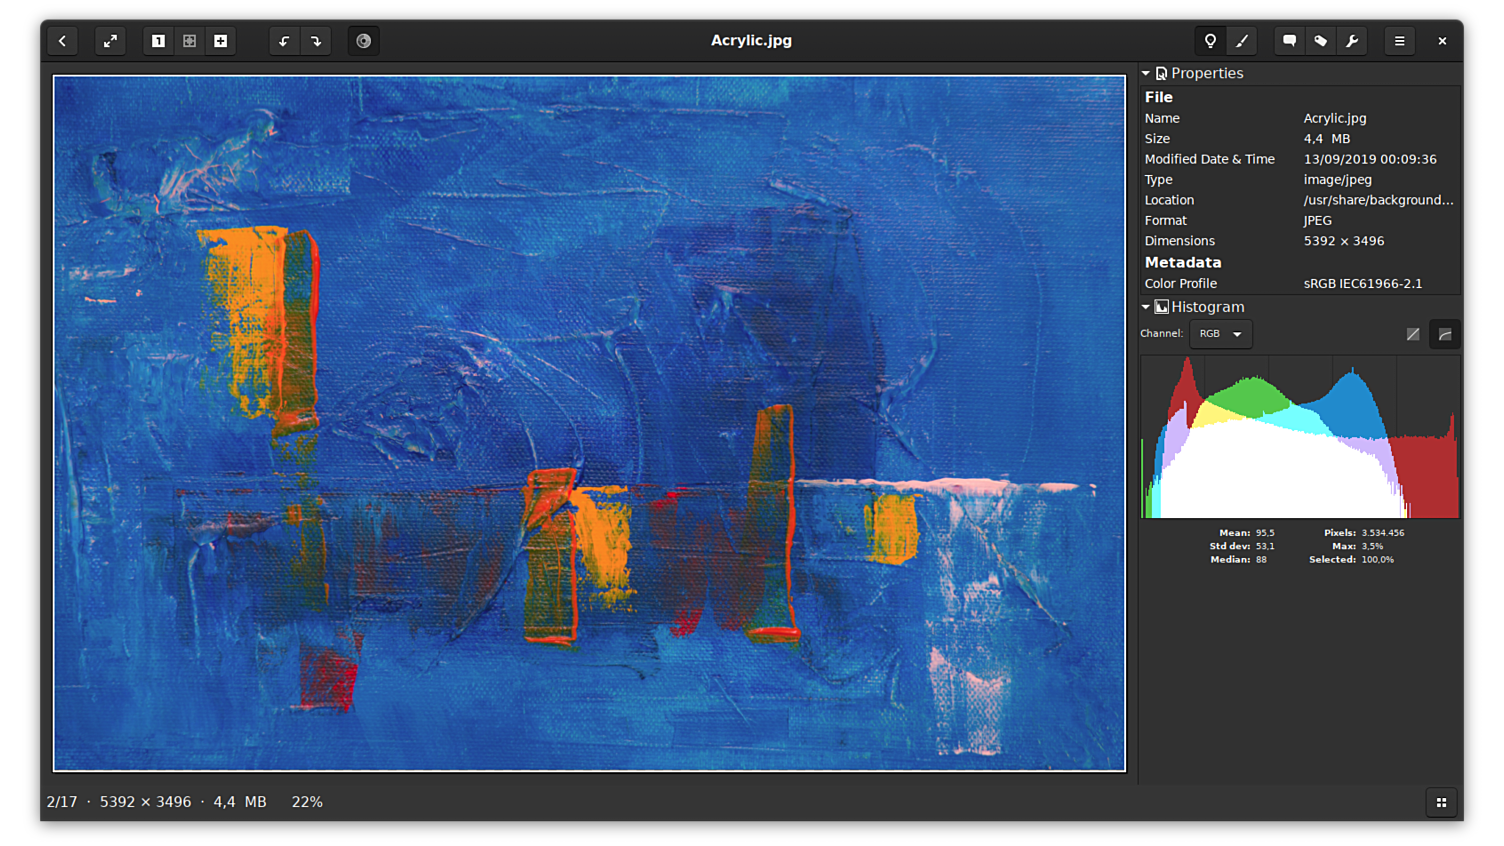 Acrylic.jpg
Properties
File
Name Acrylic.jpg
Size 4,4 MB
Modified Date & Time 13/09/2019 00:09:36
Type image/jpeg
Location /usr/share/background...
Format JPEG
Dimensions 5392 × 3496
Metadata
Color Profile sRGB IEC61966-2.1
Histogram
Channel: RGB
Mean: 95,5 Pixels: 3.534.456
Std dev: 53,1 Max: 3,5%
Median: 88 Selected: 100,0%
2/17 · 5392 × 3496 · 4,4 MB 22%